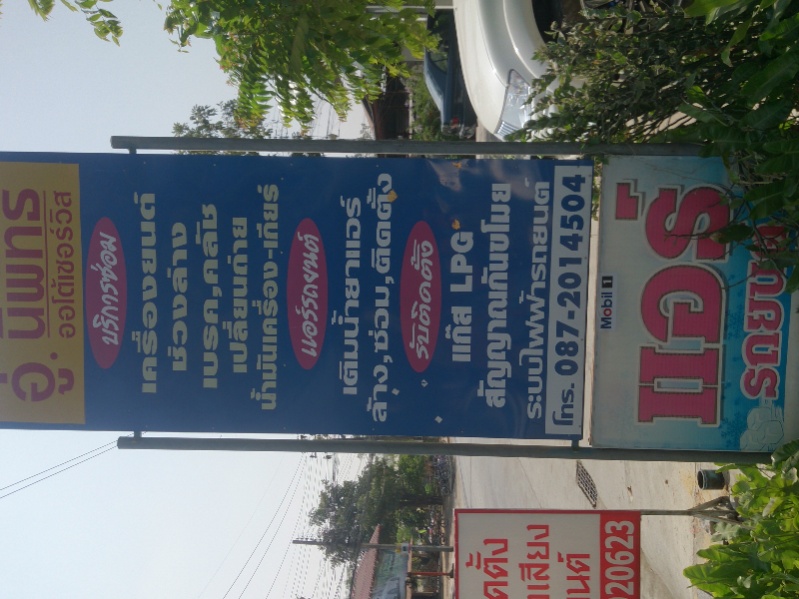 อู่ นิพัทธ์
ออโต้เซอร์วิส
บริการซ่อม
เครื่องยนต์
ช่วงล่าง
เบรค,คลัช
เปลี่ยนถ่าย
น้ำมันเครื่อง-เกียร์
แอร์รถยนต์
เติมน้ำยาแอร์
ล้าง,ซ่อม,ติดตั้ง
รับติดตั้ง
แก๊ส LPG
สัญญาณกันขโมย
ระบบไฟฟ้ารถยนต์
โทร. 087-2014504
Mobil 1
แอร์
20623